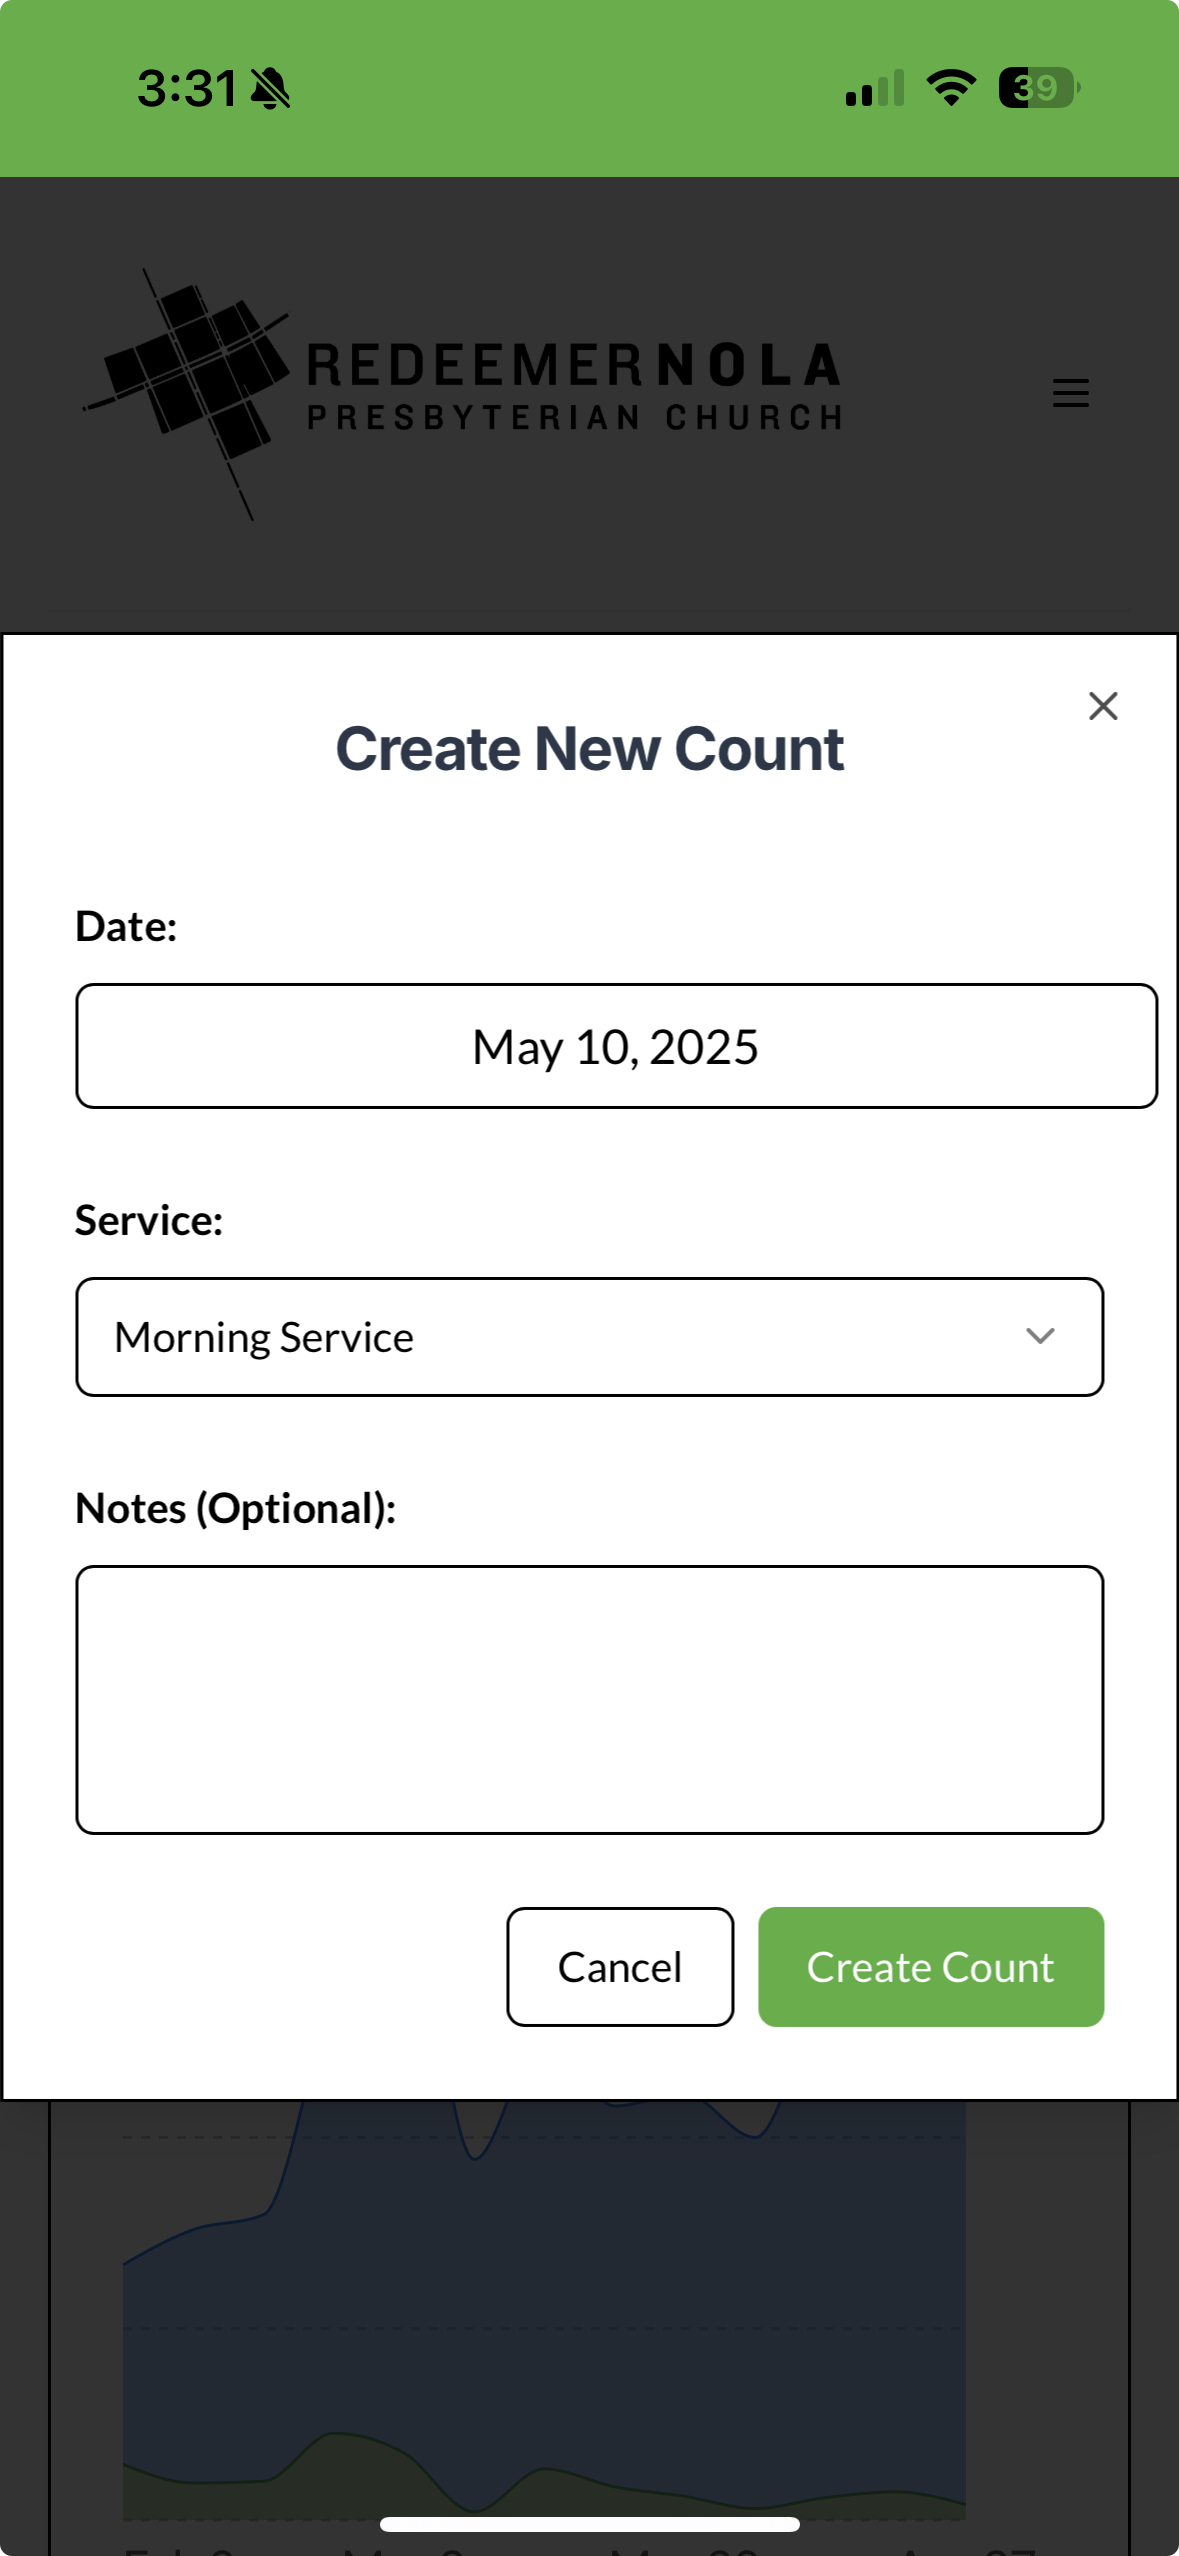 3:31
39
REDEEMERNOLA
PRESBYTERIAN CHURCH
Create New Count
Date:
May 10, 2025
Service:
Morning Service
Notes (Optional):
Cancel
Create Count